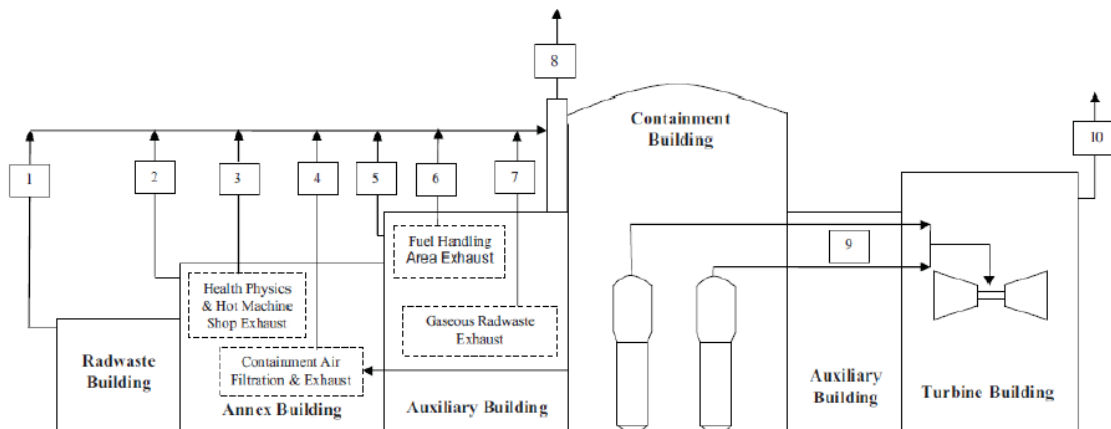 8
Containment
Building
10
1
2
3
4
5
6
7
Fuel Handling
Area Exhaust
9
Health Physics
& Hot Machine
Shop Exhaust
Gaseous Radwaste
Exhaust
Radwaste
Building
Containment Air
Filtration & Exhaust
Annex Building
Auxiliary Building
Auxiliary
Building
Turbine Building